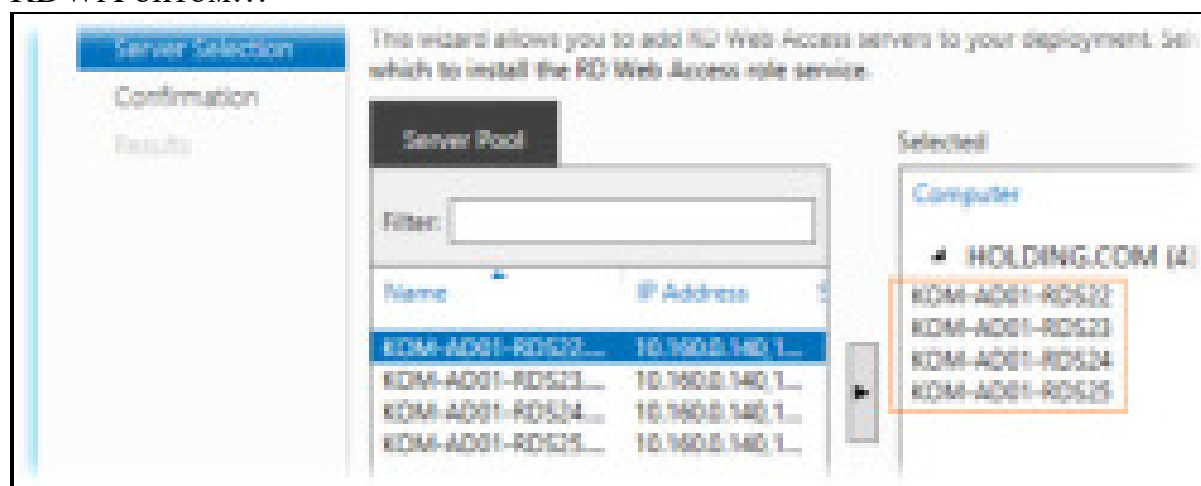 Server Selection
Confirmation
Results
This wizard allows you to add RD Web Access servers to your deployment. Sel
which to install the RD Web Access role service.
Server Pool
Filter:
Name IP Address
KOM-AD01-RDS22... 10.160.0.140,1...
KOM-AD01-RDS23... 10.160.0.140,1...
KOM-AD01-RDS24... 10.160.0.140,1...
KOM-AD01-RDS25... 10.160.0.140,1...
Selected
Computer
HOLDING.COM (4)
KOM-AD01-RDS22
KOM-AD01-RDS23
KOM-AD01-RDS24
KOM-AD01-RDS25